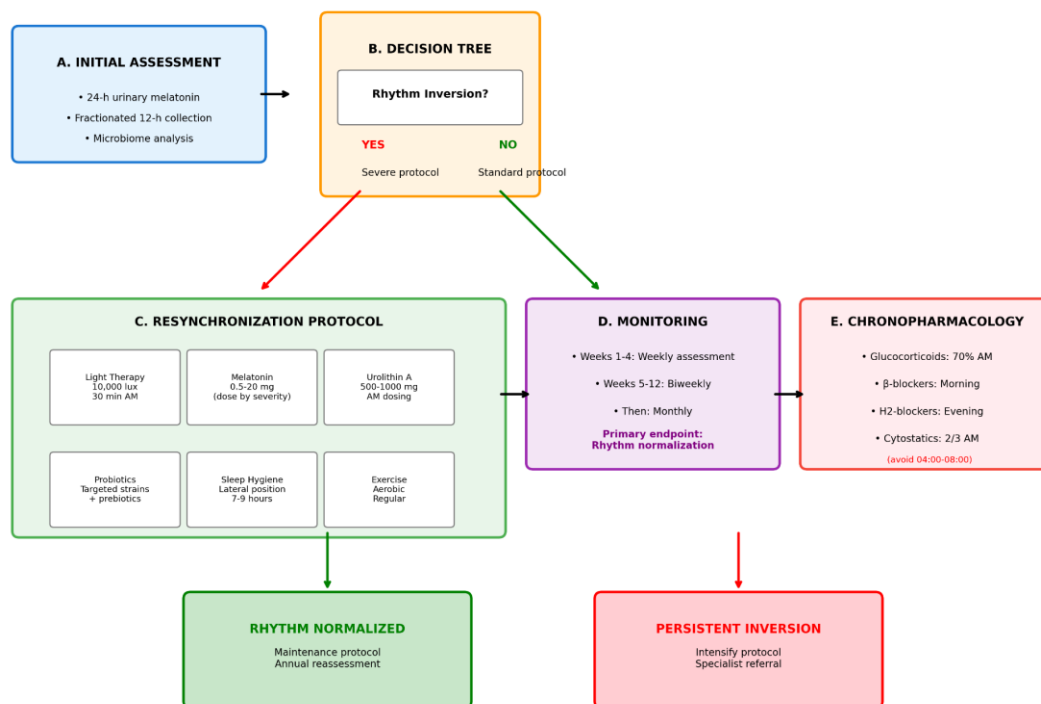 A. INITIAL ASSESSMENT
• 24-h urinary melatonin
• Fractionated 12-h collection
• Microbiome analysis
B. DECISION TREE
Rhythm Inversion?
YES
NO
Severe protocol
Standard protocol
C. RESYNCHRONIZATION PROTOCOL
Light Therapy
10,000 lux
30 min AM
Melatonin
0.5-20 mg
(dose by severity)
Urolithin A
500-1000 mg
AM dosing
Probiotics
Targeted strains
+ prebiotics
Sleep Hygiene
Lateral position
7-9 hours
Exercise
Aerobic
Regular
D. MONITORING
• Weeks 1-4: Weekly assessment
• Weeks 5-12: Biweekly
• Then: Monthly
Primary endpoint:
Rhythm normalization
E. CHRONOPHARMACOLOGY
• Glucocorticoids: 70% AM
• β-blockers: Morning
• H2-blockers: Evening
• Cytostatics: 2/3 AM
(avoid 04:00-08:00)
RHYTHM NORMALIZED
Maintenance protocol
Annual reassessment
PERSISTENT INVERSION
Intensify protocol
Specialist referral